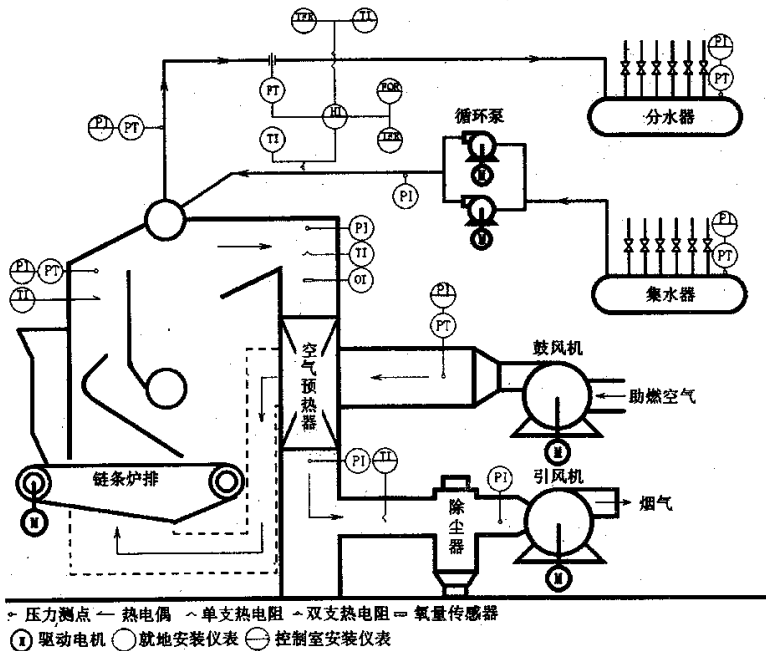 TI
PI
FT
PI
PT
HI
TI
PI
PT
循环泵
分水器
M
PI
M
PI
PT
PI
TI
OI
PI
PT
TI
集水器
PI
PT
空气预热器
鼓风机
助燃空气
M
链条炉排
PI
TI
PI
引风机
除尘器
烟气
M
M
压力测点 热电偶 单支热电阻 双支热电阻 氧量传感器
M 驱动电机 就地安装仪表 控制室安装仪表